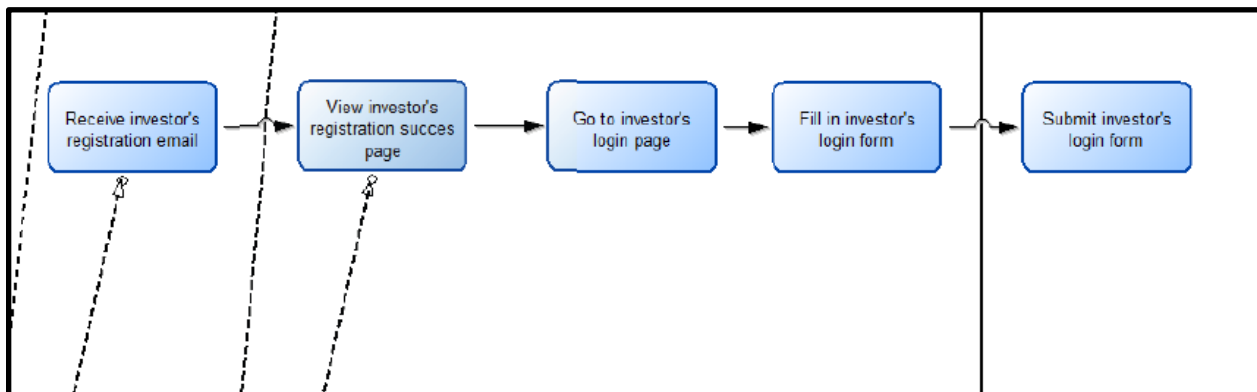 Receive investor's
registration email
View investor's
registration succes
page
Go to investor's
login page
Fill in investor's
login form
Submit investor's
login form